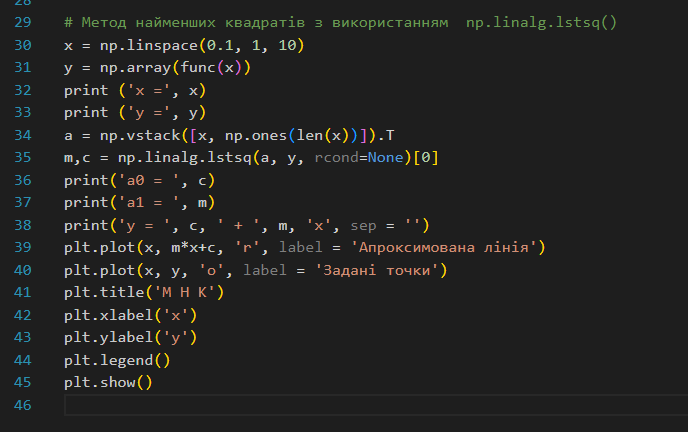 28
29 # Метод найменших квадратів з використанням  np.linalg.lstsq()
30 x = np.linspace(0.1, 1, 10)
31 y = np.array(func(x))
32 print ('x =', x)
33 print ('y =', y)
34 a = np.vstack([x, np.ones(len(x))]).T
35 m,c = np.linalg.lstsq(a, y, rcond=None)[0]
36 print('a0 = ', c)
37 print('a1 = ', m)
38 print('y = ', c, ' + ', m, 'x', sep = '')
39 plt.plot(x, m*x+c, 'r', label = 'Апроксимована лінія')
40 plt.plot(x, y, 'o', label = 'Задані точки')
41 plt.title('М Н К')
42 plt.xlabel('x')
43 plt.ylabel('y')
44 plt.legend()
45 plt.show()
46